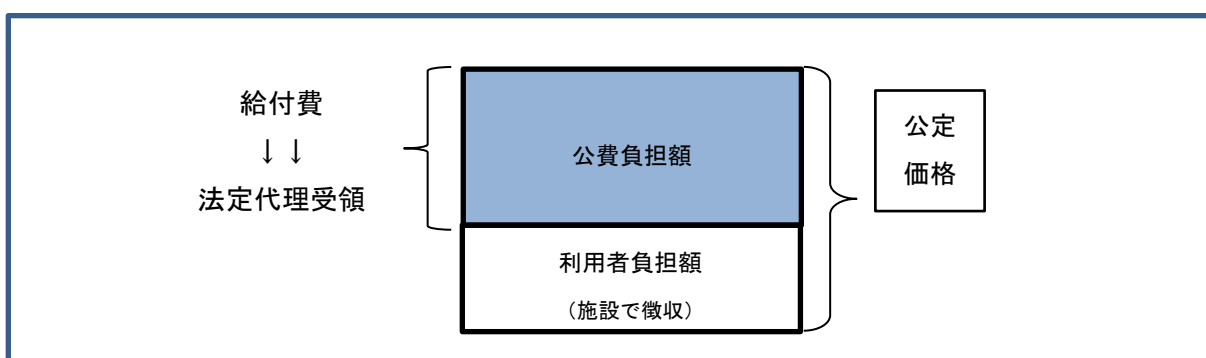 給付費
↓↓
法定代理受領
公費負担額
利用者負担額
（施設で徴収）
公定
価格